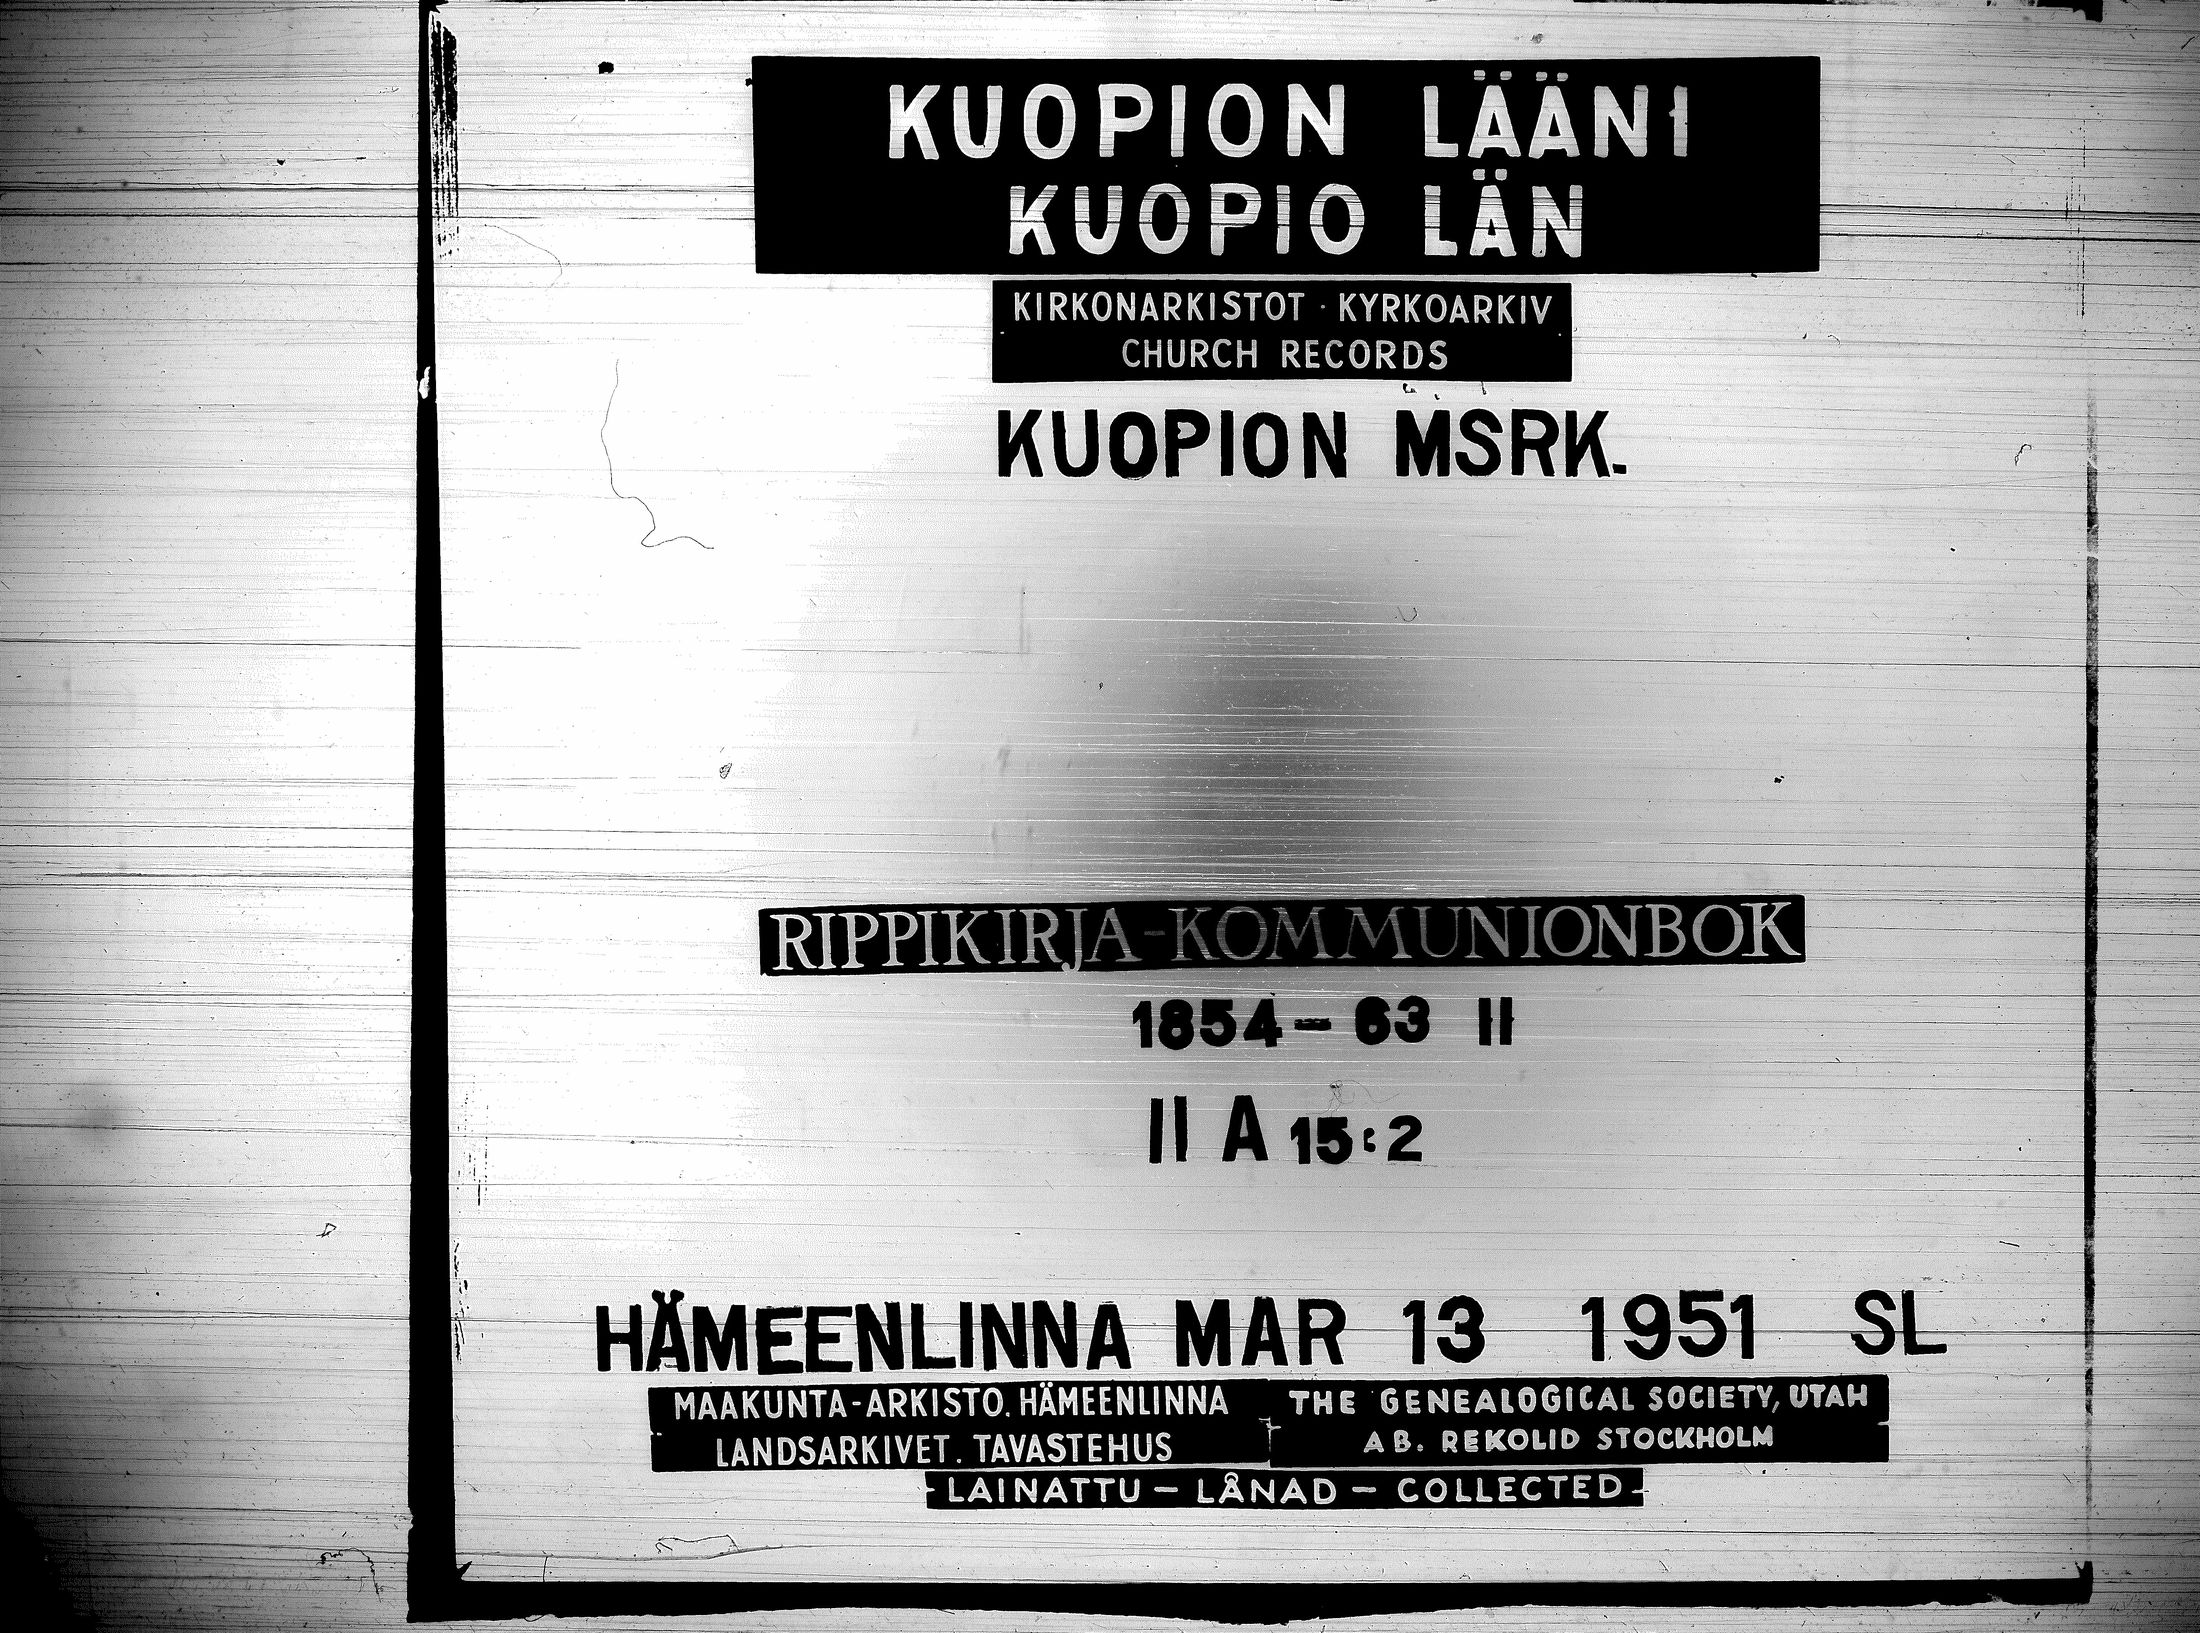 KUOPION LÄÄNI
KUOPIO LÄN
KIRKONARKISTOT · KYRKOARKIV
CHURCH RECORDS
KUOPION MSRK.
RIPPIKIRJA-KOMMUNIONBOK
1854-63 II
II A 15:2
HÄMEENLINNA MAR 13 1951 SL
MAAKUNTA-ARKISTO. HÄMEENLINNA
LANDSARKIVET. TAVASTEHUS
THE GENEALOGICAL SOCIETY, UTAH
AB. REKOLID STOCKHOLM
LAINATTU - LÅNAD - COLLECTED